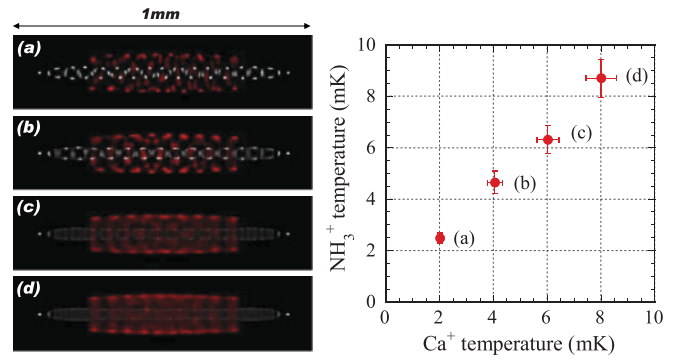 1mm
(a)
(b)
(c)
(d)
10
8
6
4
2
0
NH3+ temperature (mK)
(d)
(c)
(b)
(a)
0 2 4 6 8 10
Ca+ temperature (mK)